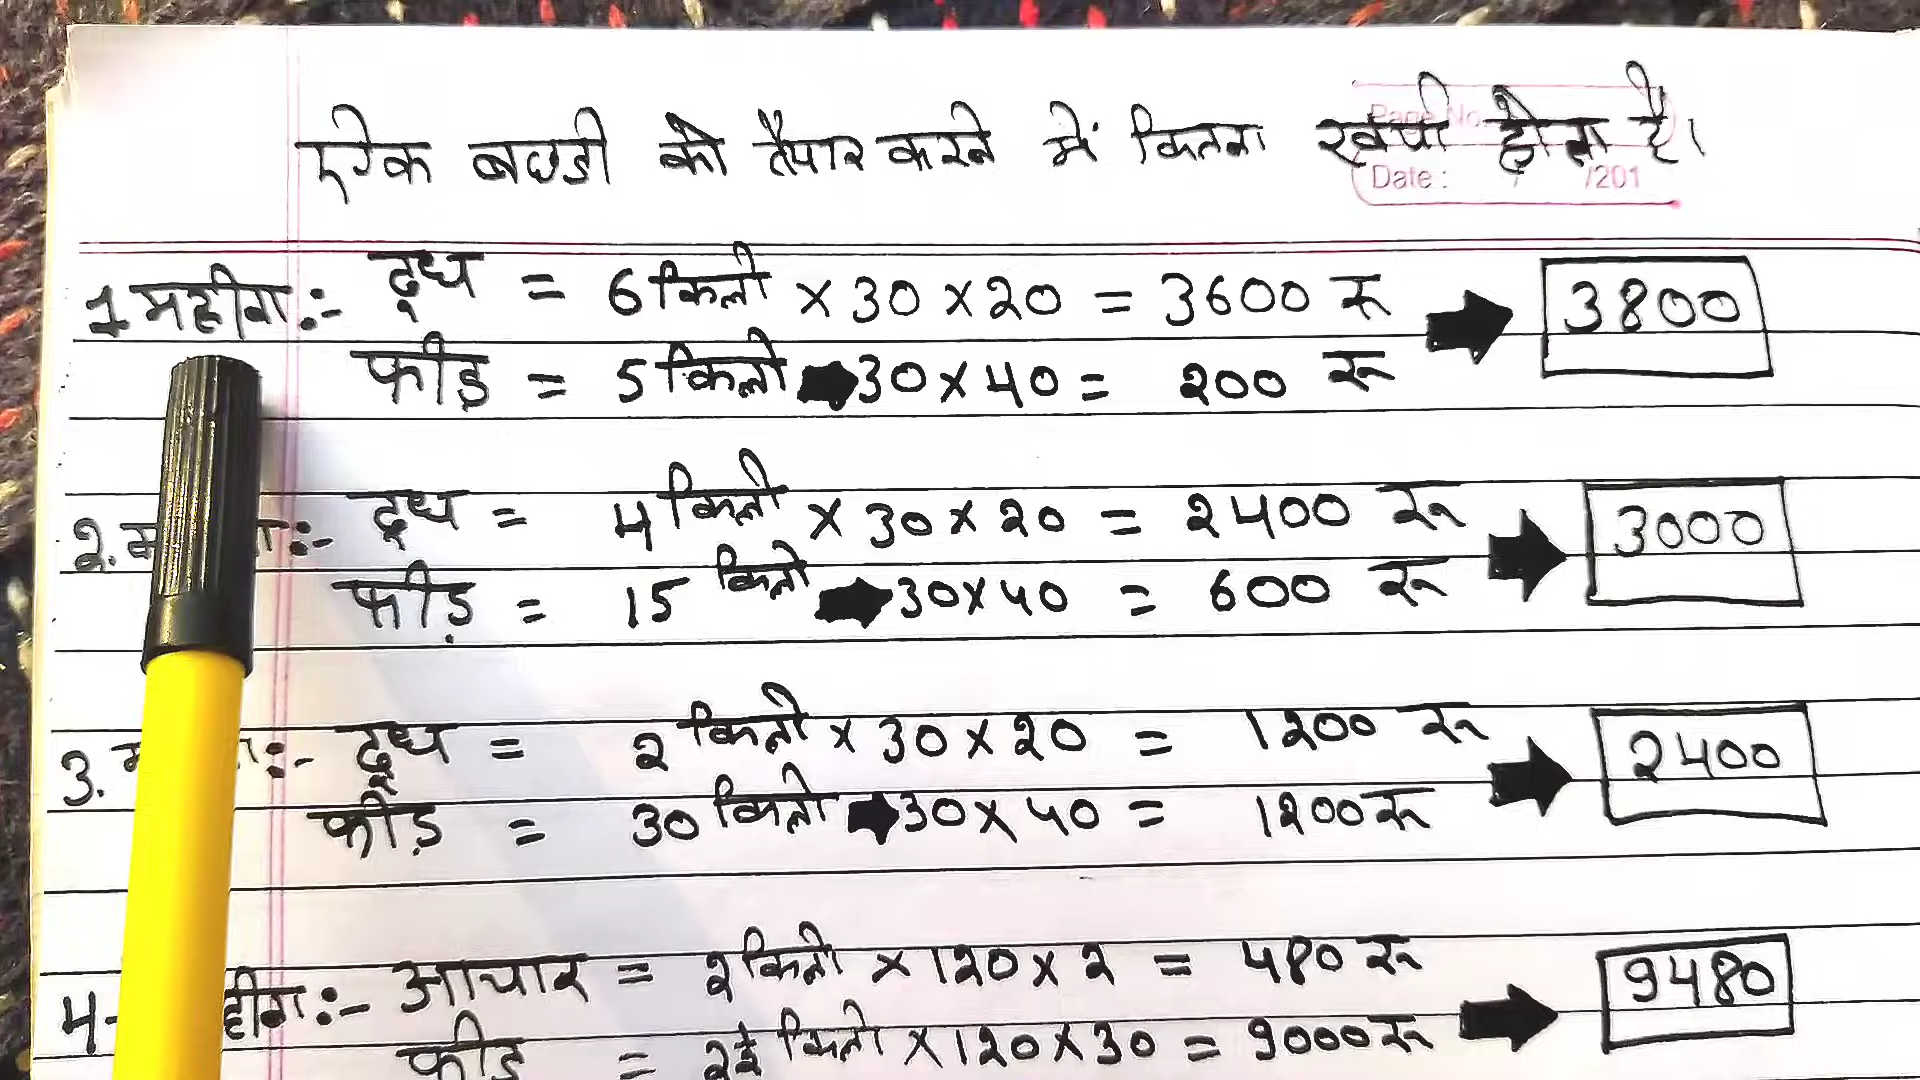 ऐक बछडी को तैयार करने में कितना खर्चा होता है।
Page No.
Date: / /201
1 महीना:- दूध = 6 किलो × 30 × 20 = 3600 रू ➡ 3800
फीड़ = 5 किलो ➡ 30 × 40 = 200 रू
2. :- दूध = 4 किलो × 30 × 20 = 2400 रू ➡ 3000
फीड़ = 15 किलो ➡ 30 × 40 = 600 रू
3. :- दूध = 2 किलो × 30 × 20 = 1200 रू ➡ 2400
फीड़ = 30 किलो ➡ 30 × 40 = 1200 रू
4- :- आचार = 2 किलो × 120 × 2 = 480 रू ➡ 9480
फीड = किलो × 120 × 30 = 9000 रू